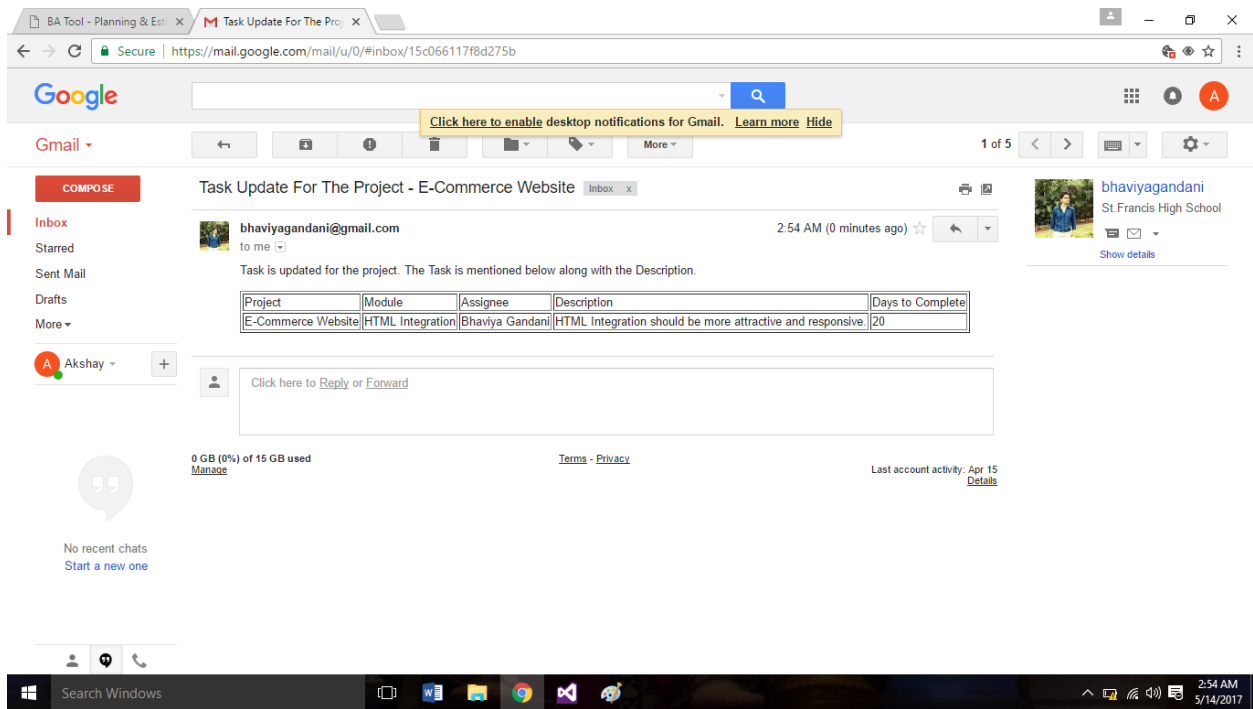 BA Tool - Planning & Esti
Task Update For The Proj
Secure
https://mail.google.com/mail/u/0/#inbox/15c066117f8d275b
Google
A
Click here to enable desktop notifications for Gmail. Learn more Hide
Gmail
More
1 of 5
COMPOSE
Task Update For The Project - E-Commerce Website
Inbox x
bhaviyagandani
St.Francis High School
Show details
Inbox
Starred
Sent Mail
Drafts
More
bhaviyagandani@gmail.com
2:54 AM (0 minutes ago)
to me
Task is updated for the project. The Task is mentioned below along with the Description.
Project Module Assignee Description Days to Complete
E-Commerce Website HTML Integration Bhaviya Gandani HTML Integration should be more attractive and responsive. 20
A Akshay
Click here to Reply or Forward
0 GB (0%) of 15 GB used
Manage
Terms - Privacy
Last account activity: Apr 15
Details
No recent chats
Start a new one
Search Windows
2:54 AM
5/14/2017